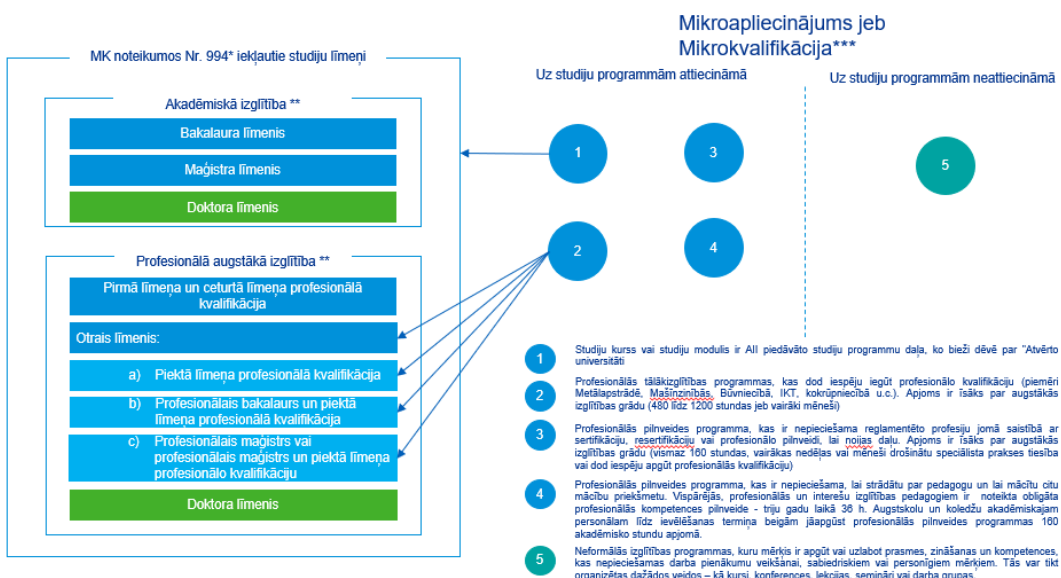 Mikroapliecinājums jeb
Mikrokvalifikācija***
MK noteikumos Nr. 994* iekļautie studiju līmeņi
Akadēmiskā izglītība **
Bakalaura līmenis
Maģistra līmenis
Doktora līmenis
Profesionālā augstākā izglītība **
Pirmā līmeņa un ceturtā līmeņa profesionālā
kvalifikācija
Otrais līmenis:
a) Piektā līmeņa profesionālā kvalifikācija
b) Profesionālais bakalaurs un piektā
līmeņa profesionālā kvalifikācija
c) Profesionālais maģistrs vai
profesionālais maģistrs un piektā līmeņa
profesionālo kvalifikāciju
Doktora līmenis
Uz studiju programmām attiecināmā
Uz studiju programmām neattiecināmā
1
3
5
2
4
1
Studiju kurss vai studiju modulis ir AII piedāvāto studiju programmu daļa, ko bieži dēvē par "Atvērto
universitāti
2
Profesionālās tālākizglītības programmas, kas dod iespēju iegūt profesionālo kvalifikāciju (piemēri
Metālapstrādē, Mašīnzinībās, Būvniecībā, IKT, kokrūpniecībā u.c.). Apjoms ir īsāks par augstākās
izglītības grādu (480 līdz 1200 stundas jeb vairāki mēneši)
3
Profesionālās pilnveides programma, kas ir nepieciešama reglamentēto profesiju jomā saistībā ar
sertifikāciju, resertifikāciju vai profesionālo pilnveidi, lai noijas daļu. Apjoms ir īsāks par augstākās
izglītības grādu (vismaz 160 stundas, vairākas nedēļas vai mēneši drošinātu speciālista prakses tiesība
vai dod iespēju apgūt profesionālās kvalifikāciju)
4
Profesionālās pilnveides programma, kas ir nepieciešama, lai strādātu par pedagogu un lai mācītu citu
mācību priekšmetu. Vispārējās, profesionālās un interešu izglītības pedagogiem ir noteikta obligāta
profesionālās kompetences pilnveide - triju gadu laikā 36 h. Augstskolu un koledžu akadēmiskajam
personālam līdz ievēlēšanas termiņa beigām jāapgūst profesionālās pilnveides programmas 160
akadēmisko stundu apjomā.
5
Neformālās izglītības programmas, kuru mērķis ir apgūt vai uzlabot prasmes, zināšanas un kompetences,
kas nepieciešamas darba pienākumu veikšanai, sabiedriskiem vai personīgiem mērķiem. Tās var tikt
organizētas dažādos veidos – kā kursi, konferences, lekcijas, semināri vai darba grupas